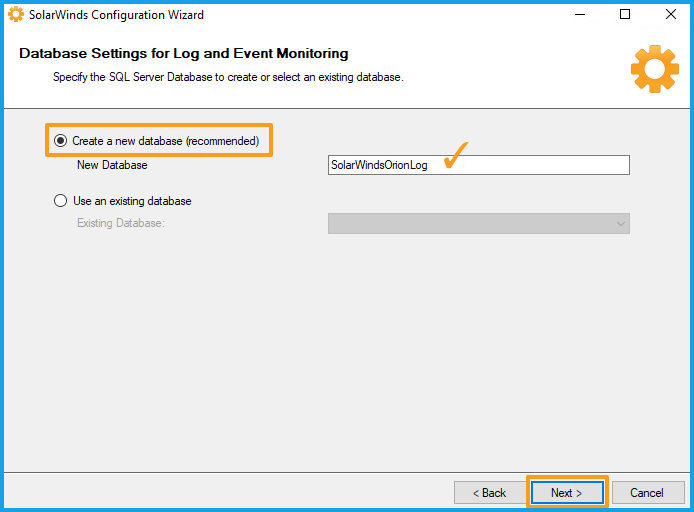 SolarWinds Configuration Wizard
Database Settings for Log and Event Monitoring
Specify the SQL Server Database to create or select an existing database.
Create a new database (recommended)
New Database
SolarWindsOrionLog
Use an existing database
Existing Database:
< Back
Next >
Cancel